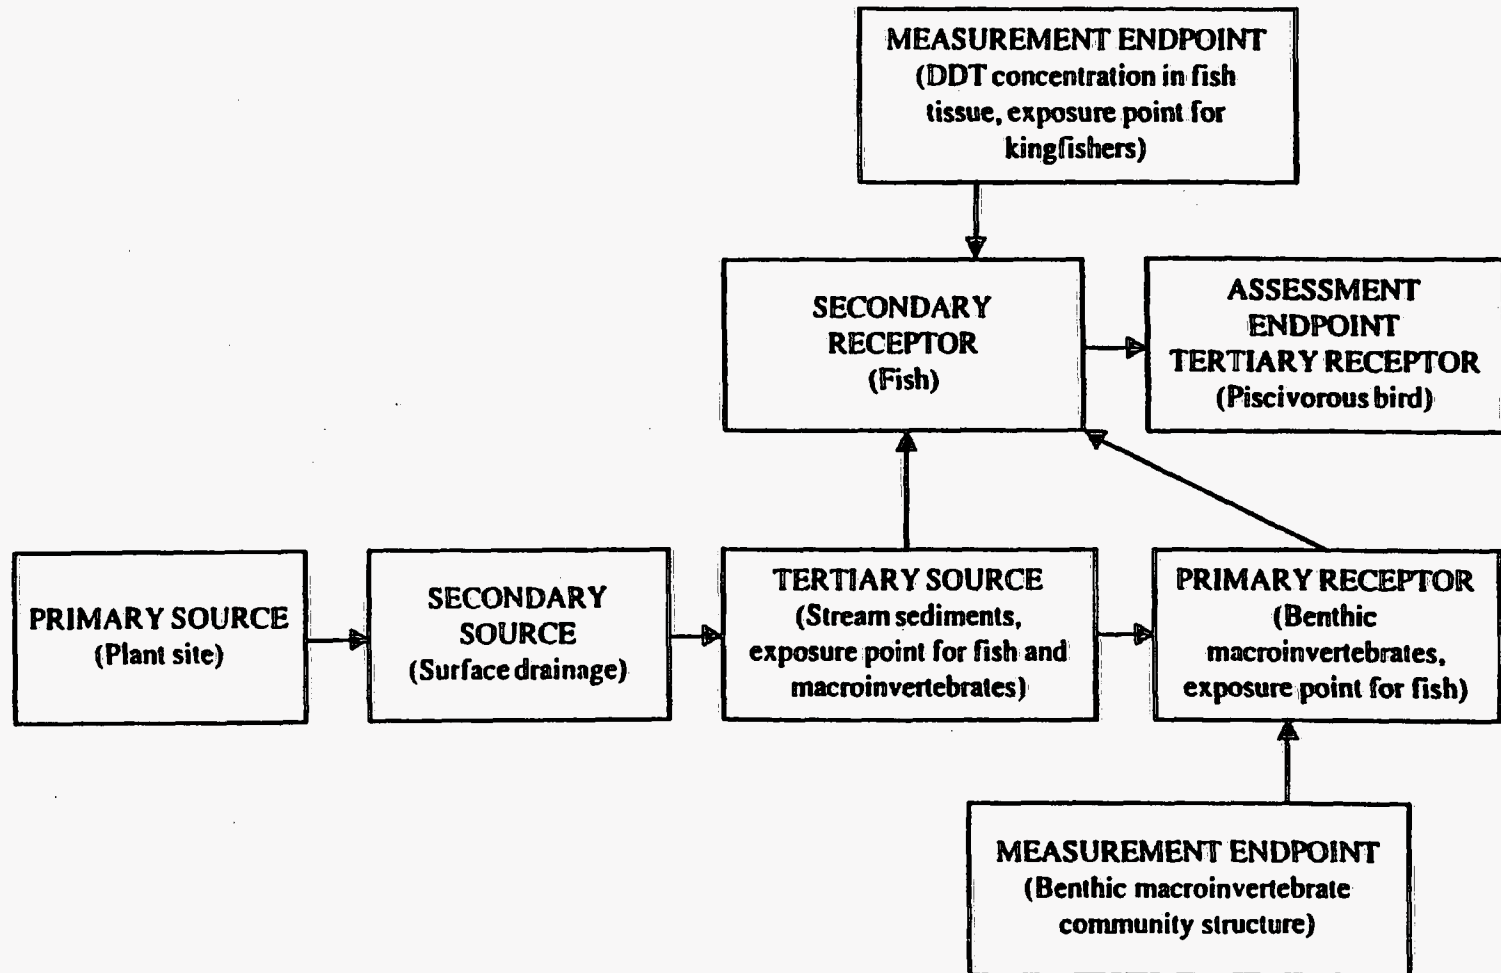 MEASUREMENT ENDPOINT
(DDT concentration in fish
tissue, exposure point for
kingfishers)
SECONDARY
RECEPTOR
(Fish)
ASSESSMENT
ENDPOINT
TERTIARY RECEPTOR
(Piscivorous bird)
PRIMARY SOURCE
(Plant site)
SECONDARY
SOURCE
(Surface drainage)
TERTIARY SOURCE
(Stream sediments,
exposure point for fish and
macroinvertebrates)
PRIMARY RECEPTOR
(Benthic
macroinvertebrates,
exposure point for fish)
MEASUREMENT ENDPOINT
(Benthic macroinvertebrate
community structure)